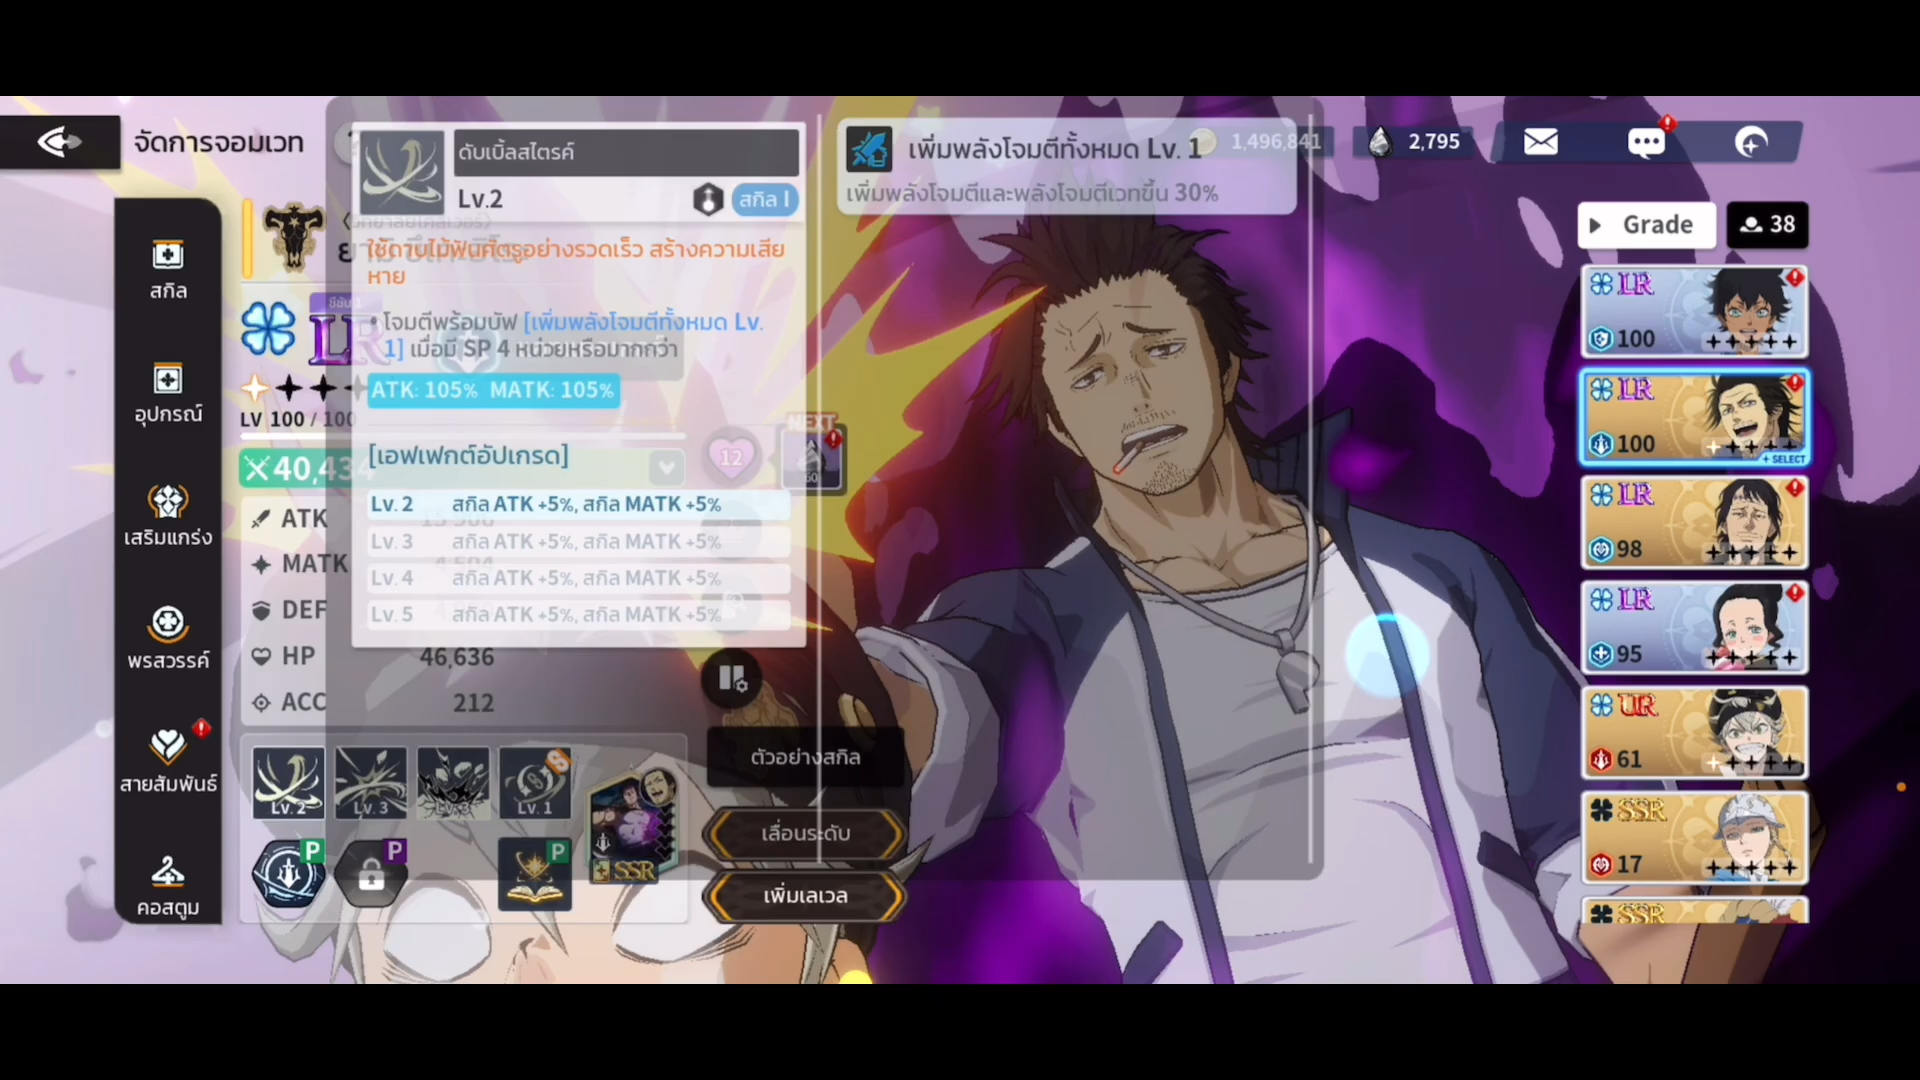 จัดการจอมเวท
1,496,841
2,795
สกิล
อุปกรณ์
เสริมแกร่ง
พรสวรรค์
สายสัมพันธ์
คอสตูม
ดับเบิ้ลสไตรค์
Lv.2
สกิล I
ใช้ดาบไม้ฟันศัตรูอย่างรวดเร็ว สร้างความเสีย
หาย
• โจมตีพร้อมบัฟ [เพิ่มพลังโจมตีทั้งหมด Lv.
1] เมื่อมี SP 4 หน่วยหรือมากกว่า
ATK: 105% MATK: 105%
[เอฟเฟกต์อัปเกรด]
Lv. 2 สกิล ATK +5%, สกิล MATK +5%
Lv. 3 สกิล ATK +5%, สกิล MATK +5%
Lv. 4 สกิล ATK +5%, สกิล MATK +5%
Lv. 5 สกิล ATK +5%, สกิล MATK +5%
เพิ่มพลังโจมตีทั้งหมด Lv. 1
เพิ่มพลังโจมตีและพลังโจมตีเวทขึ้น 30%
LR
LV 100 / 100
40,434
NEXT
12
60
ATK
MATK
DEF
HP 46,636
ACC 212
Lv.2
Lv.3
Lv.3
Lv.1
P
P
P
SSR
ตัวอย่างสกิล
เลื่อนระดับ
เพิ่มเลเวล
Grade
38
LR
100
LR
100
+ SELECT
LR
98
LR
95
UR
61
SSR
17
SSR